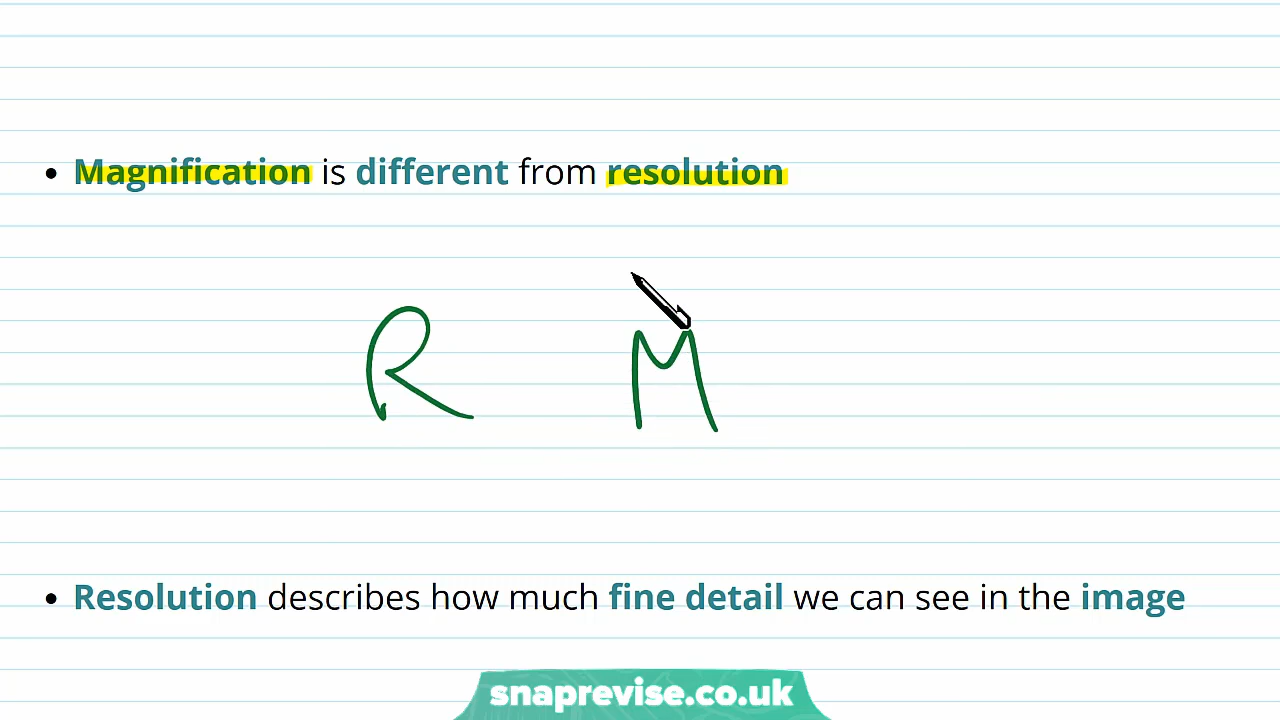 • Magnification is different from resolution
R M
• Resolution describes how much fine detail we can see in the image
snaprevise.co.uk